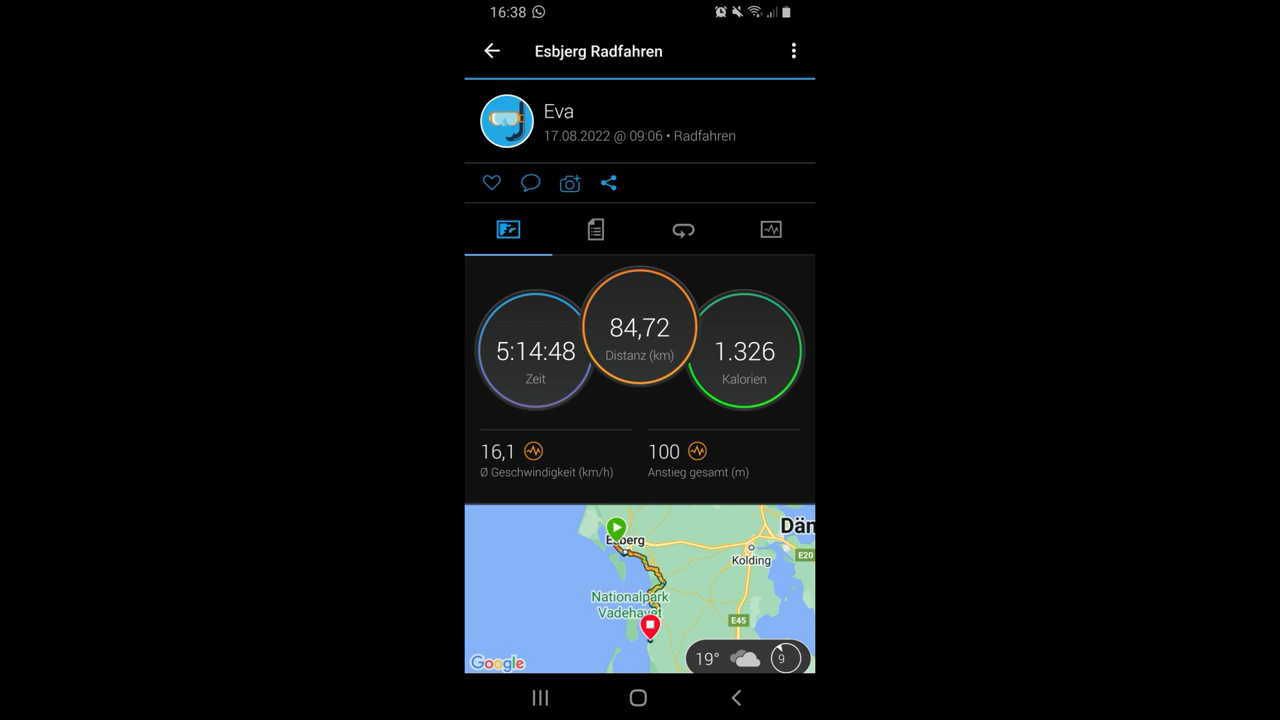 16:38
Esbjerg Radfahren
Eva
17.08.2022 @ 09:06 • Radfahren
5:14:48
Zeit
84,72
Distanz (km)
1.326
Kalorien
16,1
Ø Geschwindigkeit (km/h)
100
Anstieg gesamt (m)
Dän
E20
Kolding
Nationalpark
Vadehavet
E45
Google
19°
9